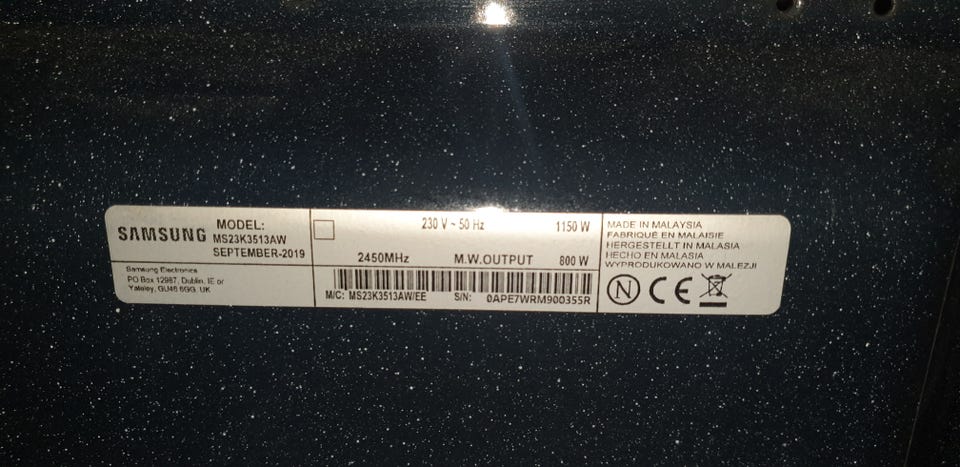 SAMSUNG
MODEL:
MS23K3513AW
SEPTEMBER-2019
Samsung Electronics
PO Box 12987, Dublin, IE or
Yateley, GU46 6GG, UK
230 V ~ 50 Hz 1150 W
2450MHz M.W.OUTPUT 800 W
M/C: MS23K3513AW/EE S/N: 0APE7WRM900355R
MADE IN MALAYSIA
FABRIQUÉ EN MALAISIE
HERGESTELLT IN MALASIA
HECHO EN MALASIA
WYPRODUKOWANO W MALEZJI
N CE